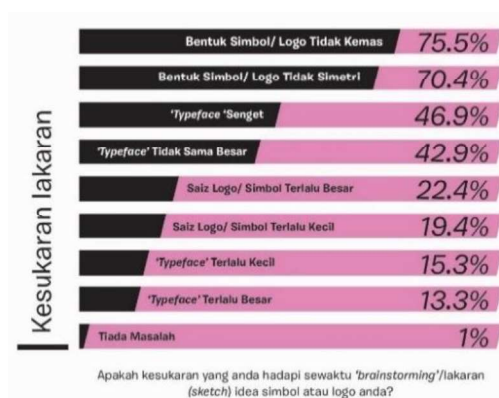 Kesukaran lakaran
Bentuk Simbol/ Logo Tidak Kemas 75.5%
Bentuk Simbol/ Logo Tidak Simetri 70.4%
'Typeface 'Senget 46.9%
'Typeface' Tidak Sama Besar 42.9%
Saiz Logo/ Simbol Terlalu Besar 22.4%
Saiz Logo/ Simbol Terlalu Kecil 19.4%
'Typeface' Terlalu Kecil 15.3%
'Typeface' Terlalu Besar 13.3%
Tiada Masalah 1%
Apakah kesukaran yang anda hadapi sewaktu 'brainstorming'/lakaran
(sketch) idea simbol atau logo anda?